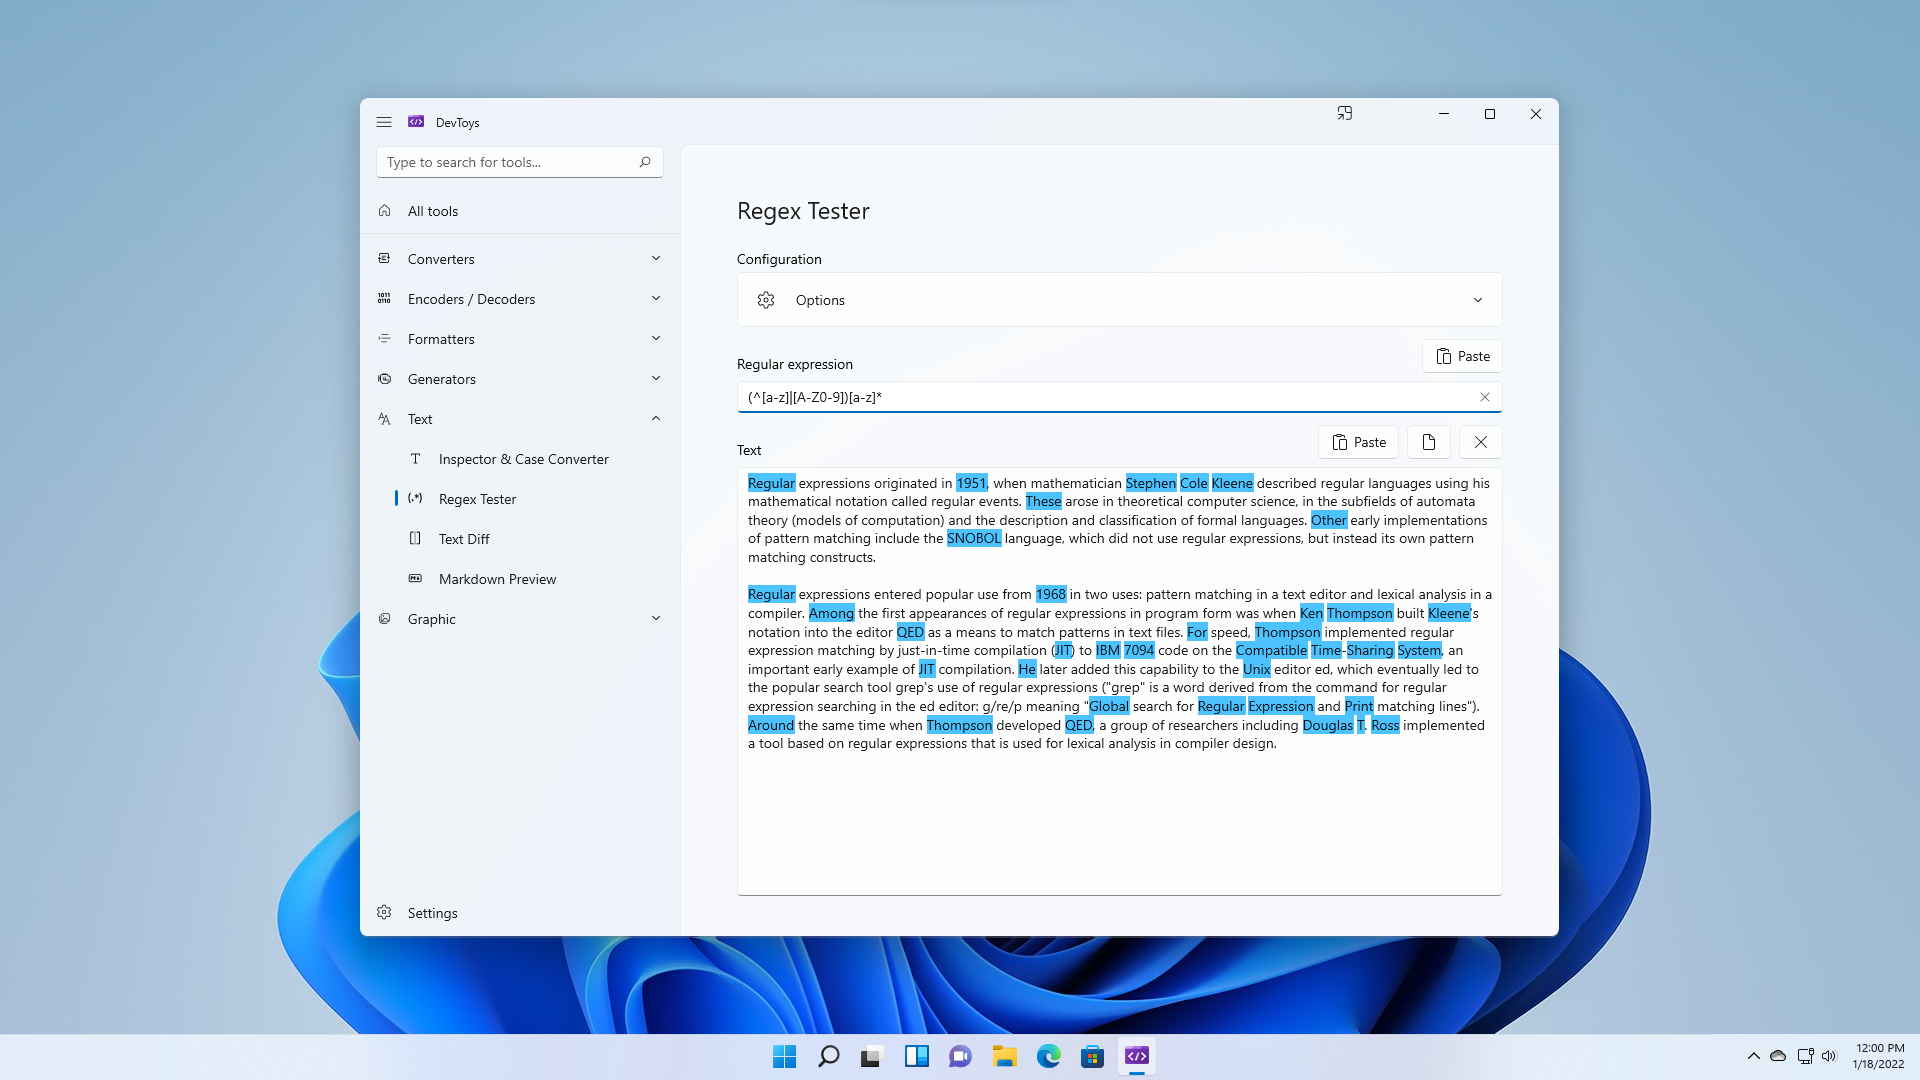 DevToys
Type to search for tools...
All tools
Converters
Encoders / Decoders
Formatters
Generators
Text
Inspector & Case Converter
Regex Tester
Text Diff
Markdown Preview
Graphic
Settings
Regex Tester
Configuration
Options
Regular expression
Paste
(^[a-z]|[A-Z0-9])[a-z]*
Text
Paste
Regular expressions originated in 1951, when mathematician Stephen Cole Kleene described regular languages using his
mathematical notation called regular events. These arose in theoretical computer science, in the subfields of automata
theory (models of computation) and the description and classification of formal languages. Other early implementations
of pattern matching include the SNOBOL language, which did not use regular expressions, but instead its own pattern
matching constructs.
Regular expressions entered popular use from 1968 in two uses: pattern matching in a text editor and lexical analysis in a
compiler. Among the first appearances of regular expressions in program form was when Ken Thompson built Kleene's
notation into the editor QED as a means to match patterns in text files. For speed, Thompson implemented regular
expression matching by just-in-time compilation (JIT) to IBM 7094 code on the Compatible Time-Sharing System, an
important early example of JIT compilation. He later added this capability to the Unix editor ed, which eventually led to
the popular search tool grep's use of regular expressions ("grep" is a word derived from the command for regular
expression searching in the ed editor: g/re/p meaning "Global search for Regular Expression and Print matching lines").
Around the same time when Thompson developed QED, a group of researchers including Douglas T. Ross implemented
a tool based on regular expressions that is used for lexical analysis in compiler design.
12:00 PM
1/18/2022